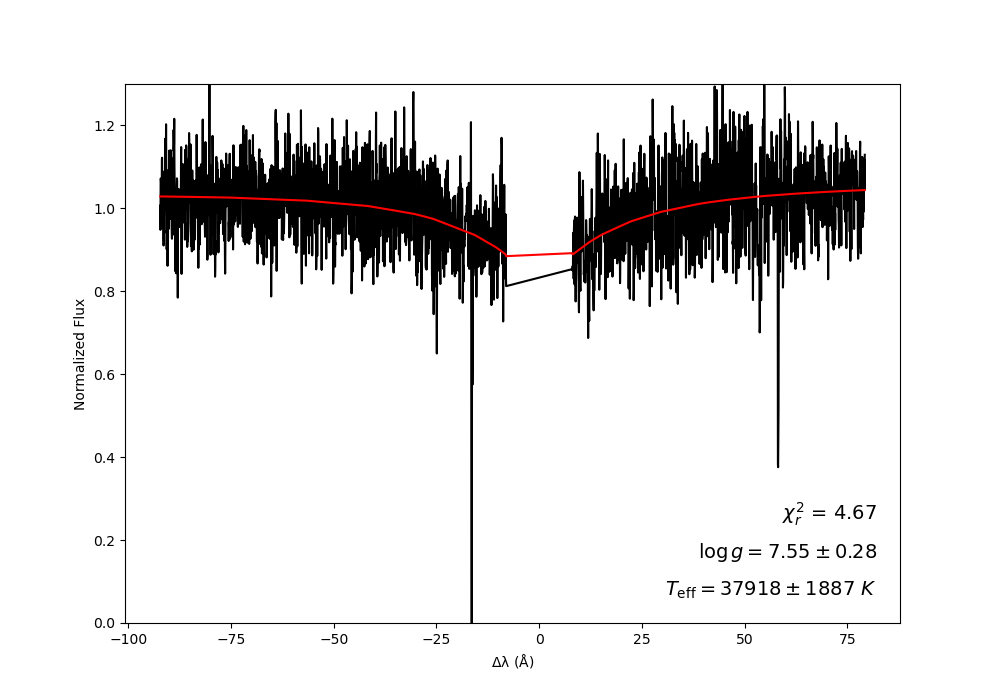 1.2
1.0
0.8
0.6
0.4
0.2
0.0
Normalized Flux
χ²ᵣ = 4.67
log g = 7.55 ± 0.28
T_eff = 37918 ± 1887 K
−100 −75 −50 −25 0 25 50 75
Δλ (Å)